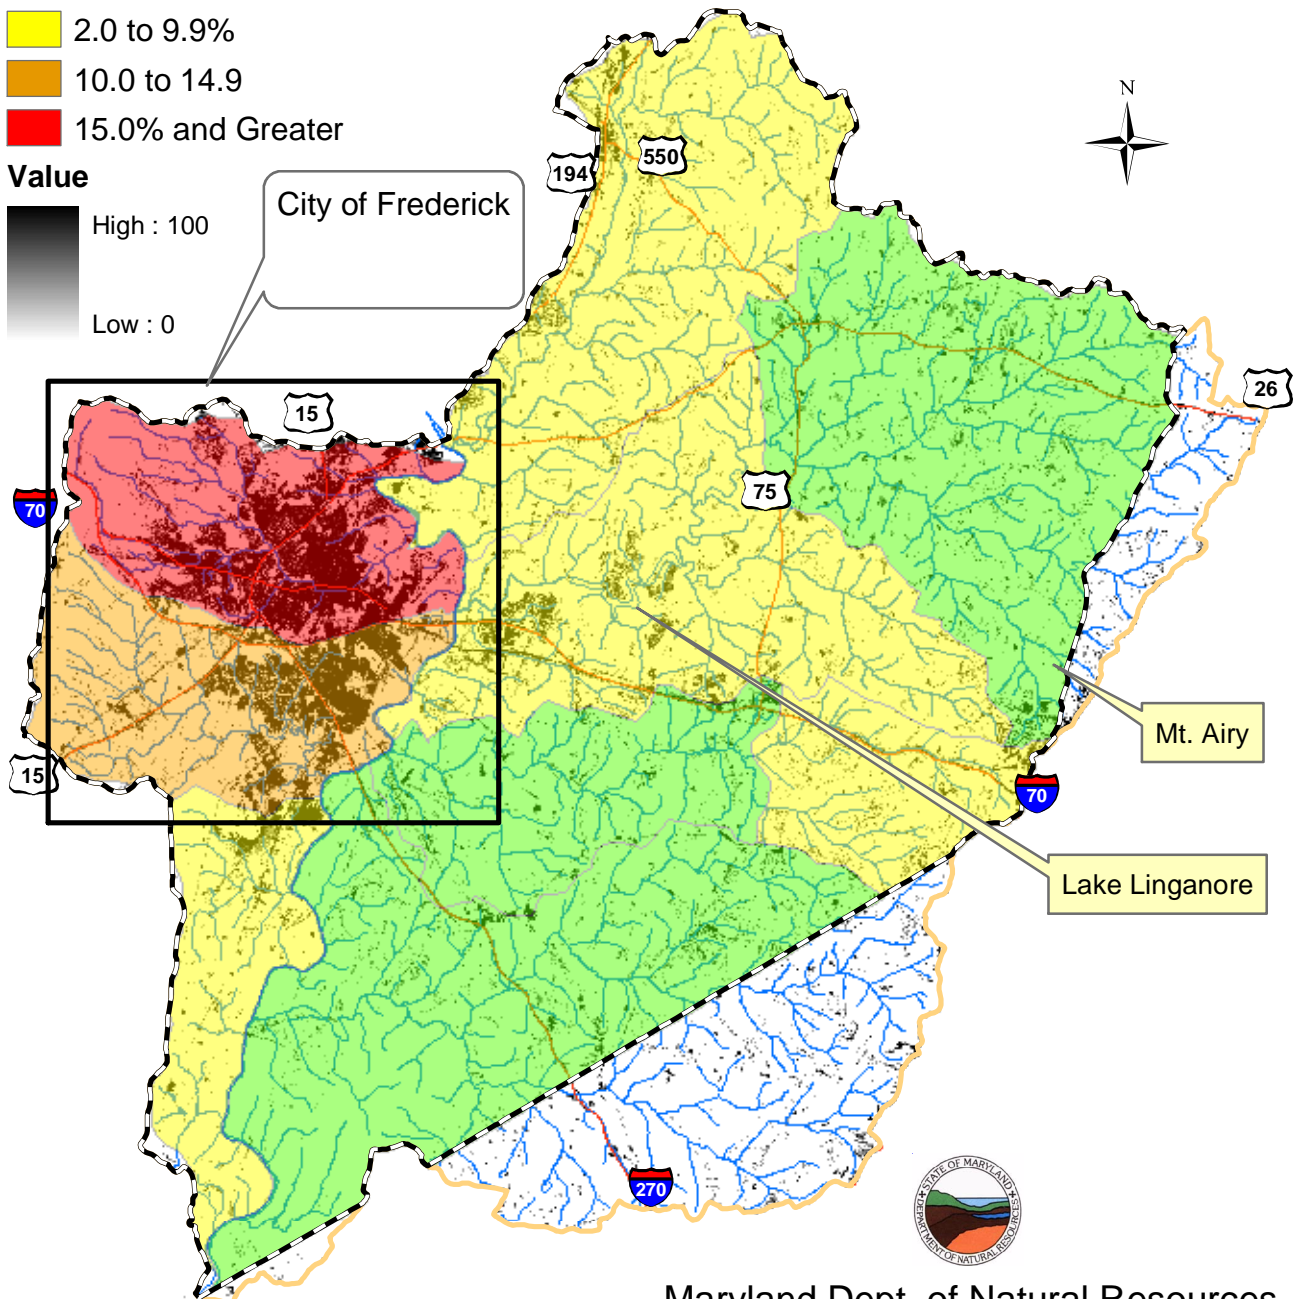 2.0 to 9.9%
10.0 to 14.9
15.0% and Greater
Value
High : 100
Low : 0
City of Frederick
N
194
550
15
26
70
75
15
Mt. Airy
70
Lake Linganore
270
STATE OF MARYLAND
DEPARTMENT OF NATURAL RESOURCES
Maryland Dept. of Natural Resources